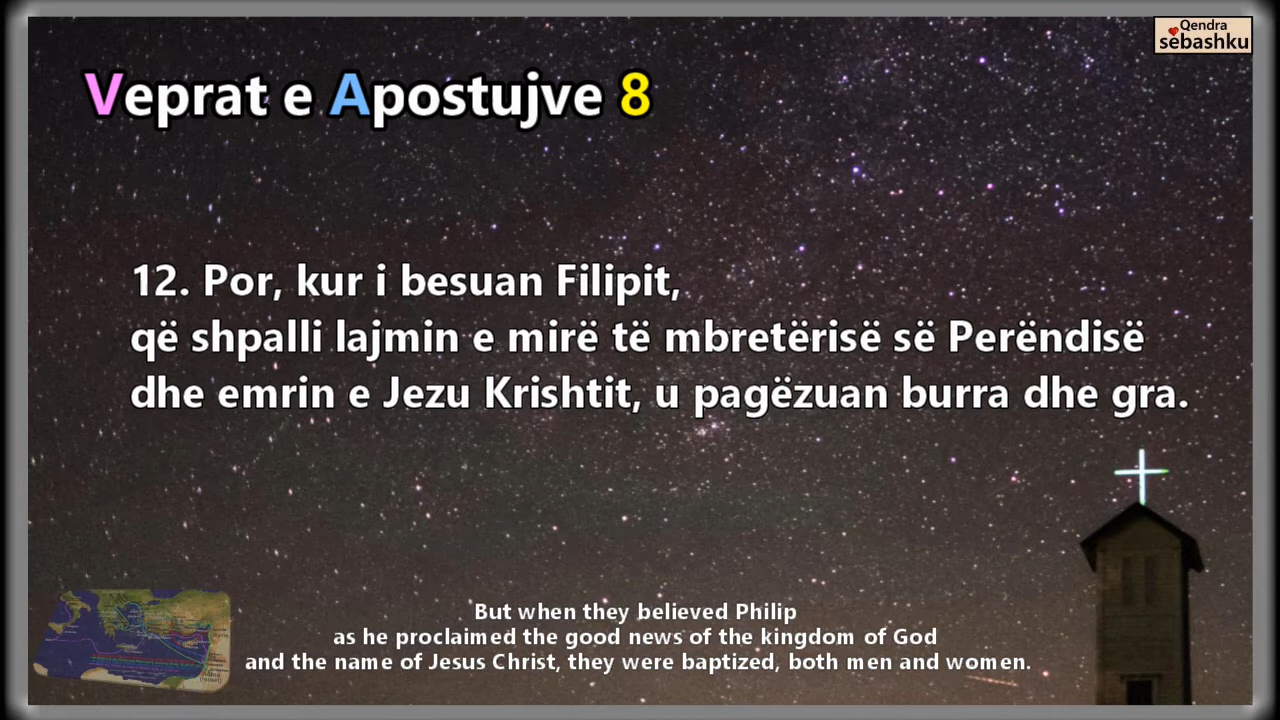 Qendra
sëbashku
Veprat e Apostujve 8
12. Por, kur i besuan Filipit,
që shpalli lajmin e mirë të mbretërisë së Perëndisë
dhe emrin e Jezu Krishtit, u pagëzuan burra dhe gra.
But when they believed Philip
as he proclaimed the good news of the kingdom of God
and the name of Jesus Christ, they were baptized, both men and women.